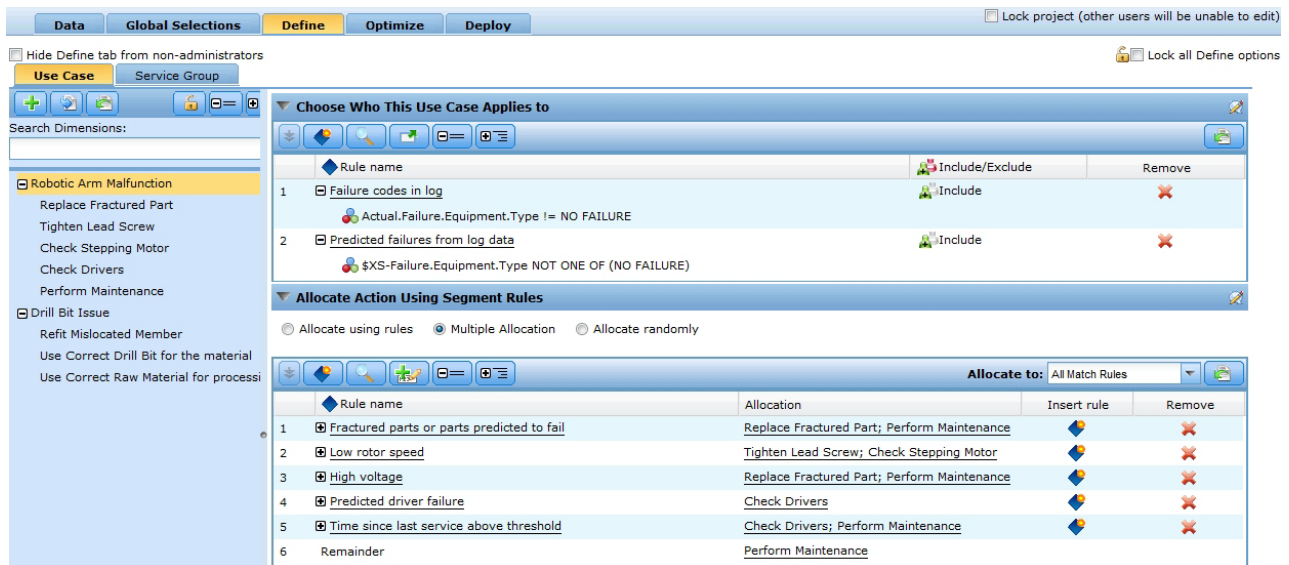 Data Global Selections Define Optimize Deploy Lock project (other users will be unable to edit)
Hide Define tab from non-administrators Lock all Define options
Use Case Service Group
Search Dimensions:
Robotic Arm Malfunction
Replace Fractured Part
Tighten Lead Screw
Check Stepping Motor
Check Drivers
Perform Maintenance
Drill Bit Issue
Refit Mislocated Member
Use Correct Drill Bit for the material
Use Correct Raw Material for processi
Choose Who This Use Case Applies to
Rule name Include/Exclude Remove
1 Failure codes in log Include
Actual.Failure.Equipment.Type != NO FAILURE
2 Predicted failures from log data Include
$XS-Failure.Equipment.Type NOT ONE OF (NO FAILURE)
Allocate Action Using Segment Rules
Allocate using rules Multiple Allocation Allocate randomly
Allocate to: All Match Rules
Rule name Allocation Insert rule Remove
1 Fractured parts or parts predicted to fail Replace Fractured Part; Perform Maintenance
2 Low rotor speed Tighten Lead Screw; Check Stepping Motor
3 High voltage Replace Fractured Part; Perform Maintenance
4 Predicted driver failure Check Drivers
5 Time since last service above threshold Check Drivers; Perform Maintenance
6 Remainder Perform Maintenance